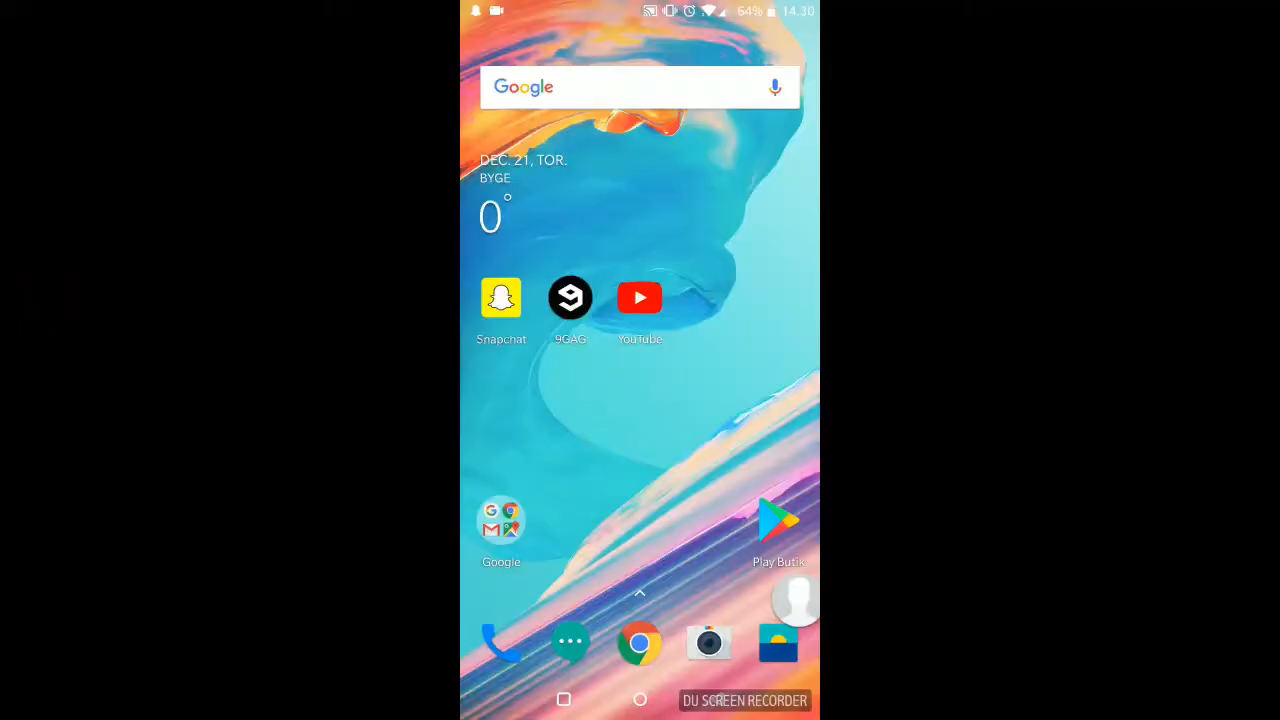 64% 14.30
Google
DEC. 21, TOR.
BYGE
0°
Snapchat 9GAG YouTube
Google Play Butik
DU SCREEN RECORDER